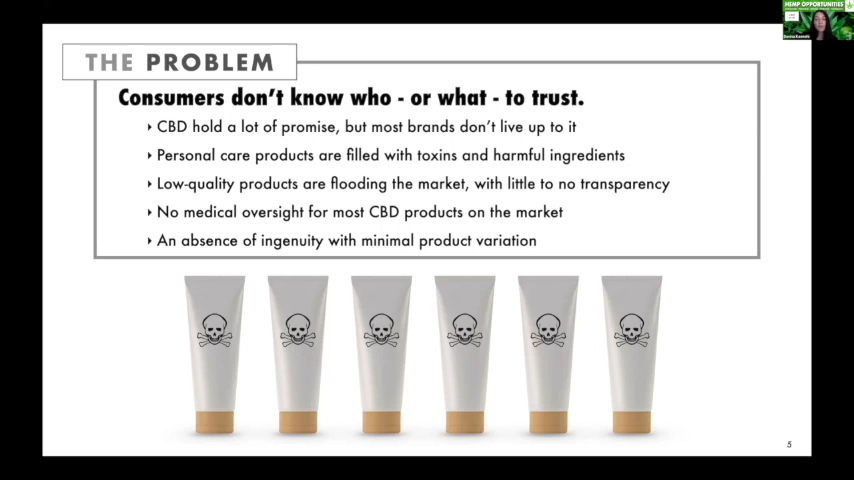 HEMP OPPORTUNITIES
THE PROBLEM
Consumers don't know who - or what - to trust.
CBD hold a lot of promise, but most brands don't live up to it
Personal care products are filled with toxins and harmful ingredients
Low-quality products are flooding the market, with little to no transparency
No medical oversight for most CBD products on the market
An absence of ingenuity with minimal product variation
5